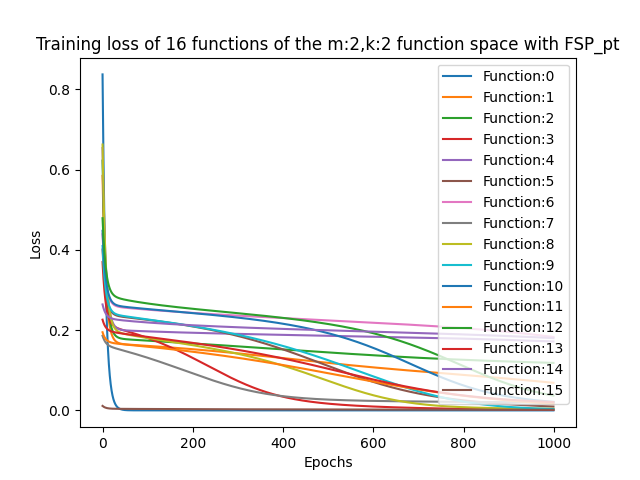 Training loss of 16 functions of the m:2,k:2 function space with FSP_pt
Loss
0.8
0.6
0.4
0.2
0.0
Function:0
Function:1
Function:2
Function:3
Function:4
Function:5
Function:6
Function:7
Function:8
Function:9
Function:10
Function:11
Function:12
Function:13
Function:14
Function:15
0 200 400 600 800 1000
Epochs